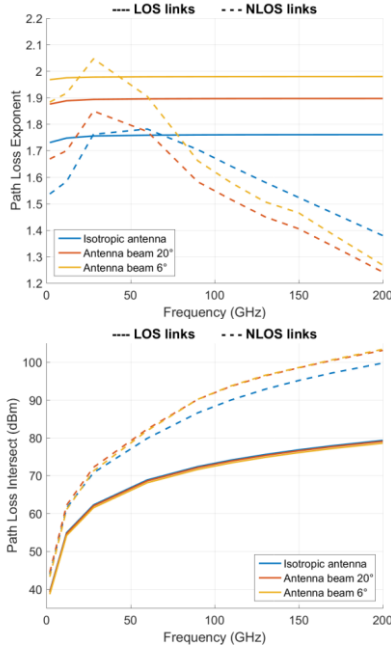 ---- LOS links -- NLOS links
2.2
2.1
2
1.9
1.8
1.7
1.6
1.5
1.4
1.3
1.2
Path Loss Exponent
Isotropic antenna
Antenna beam 20°
Antenna beam 6°
0 50 100 150 200
Frequency (GHz)
---- LOS links -- NLOS links
100
90
80
70
60
50
40
Path Loss Intersect (dBm)
Isotropic antenna
Antenna beam 20°
Antenna beam 6°
0 50 100 150 200
Frequency (GHz)